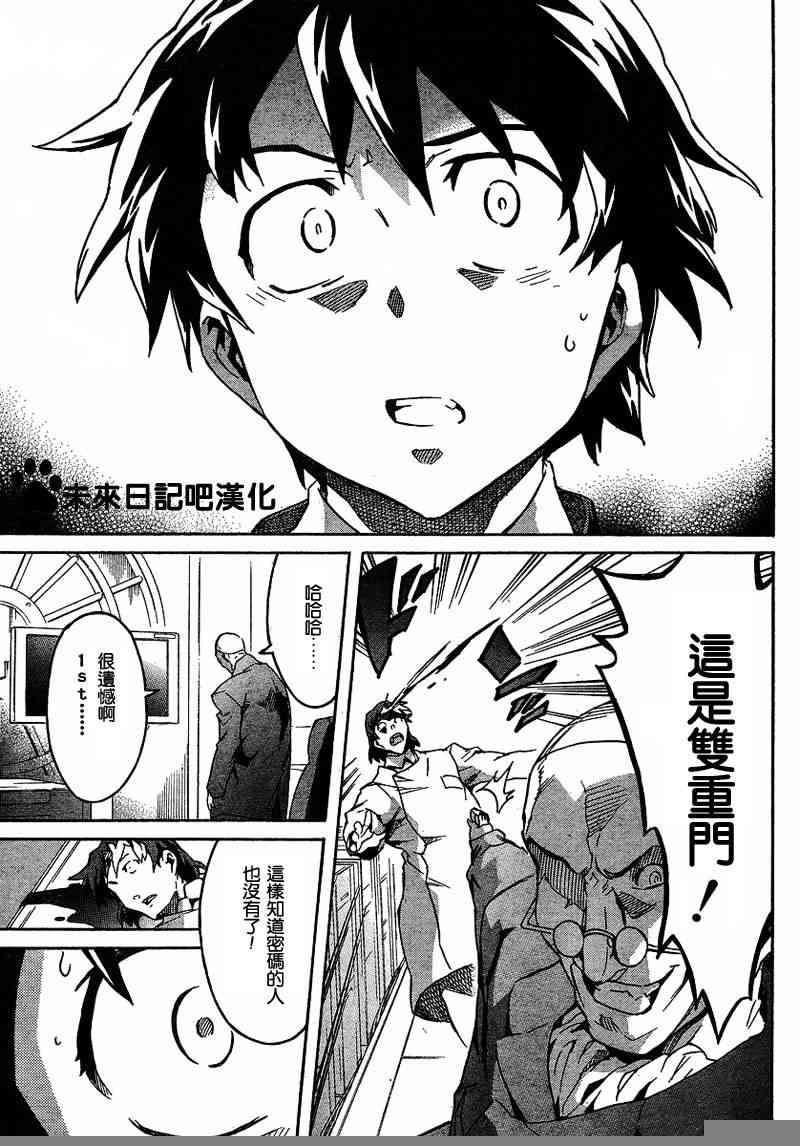 未來日記吧漢化
這是雙重門！
哈哈哈……
很遺憾啊
1st……
這樣知道密碼的人
也沒有了！